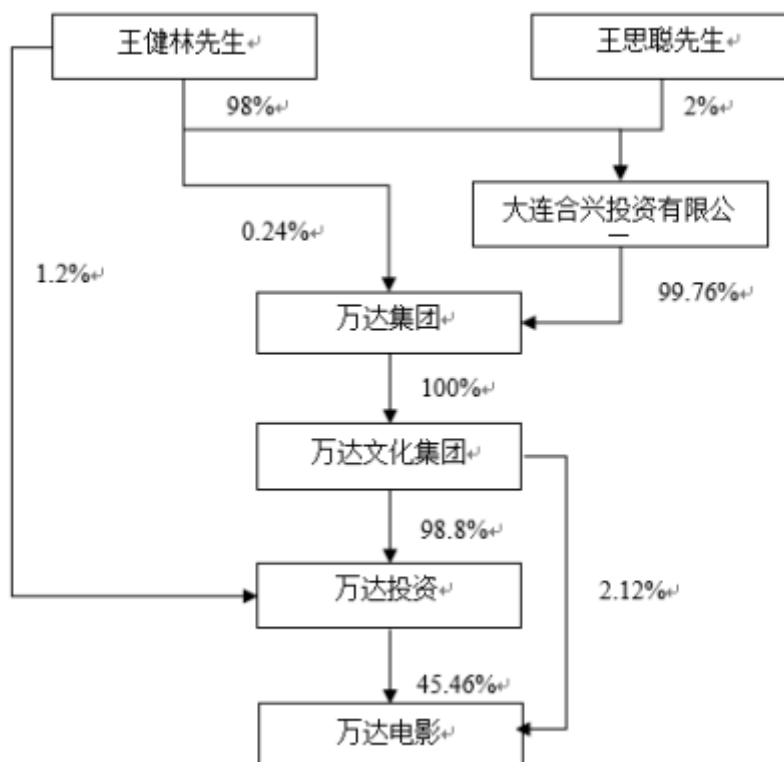 王健林先生
王思聪先生
98%
2%
大连合兴投资有限公
0.24%
1.2%
99.76%
万达集团
100%
万达文化集团
98.8%
万达投资
2.12%
45.46%
万达电影